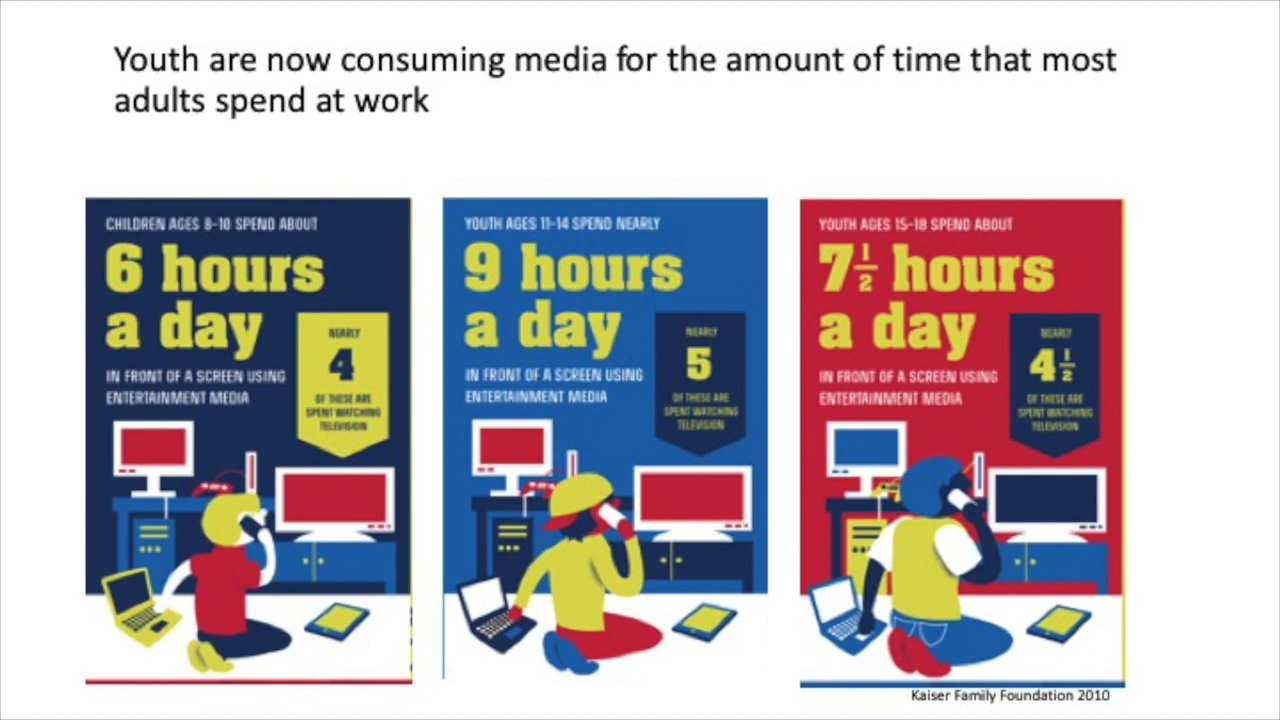 Youth are now consuming media for the amount of time that most
adults spend at work
CHILDREN AGES 8-10 SPEND ABOUT
6 hours
a day
IN FRONT OF A SCREEN USING
ENTERTAINMENT MEDIA
NEARLY
4
OF THESE ARE
SPENT WATCHING
TELEVISION
YOUTH AGES 11-14 SPEND NEARLY
9 hours
a day
IN FRONT OF A SCREEN USING
ENTERTAINMENT MEDIA
NEARLY
5
OF THESE ARE
SPENT WATCHING
TELEVISION
YOUTH AGES 15-18 SPEND ABOUT
7½ hours
a day
IN FRONT OF A SCREEN USING
ENTERTAINMENT MEDIA
NEARLY
4½
OF THESE ARE
SPENT WATCHING
TELEVISION
Kaiser Family Foundation 2010